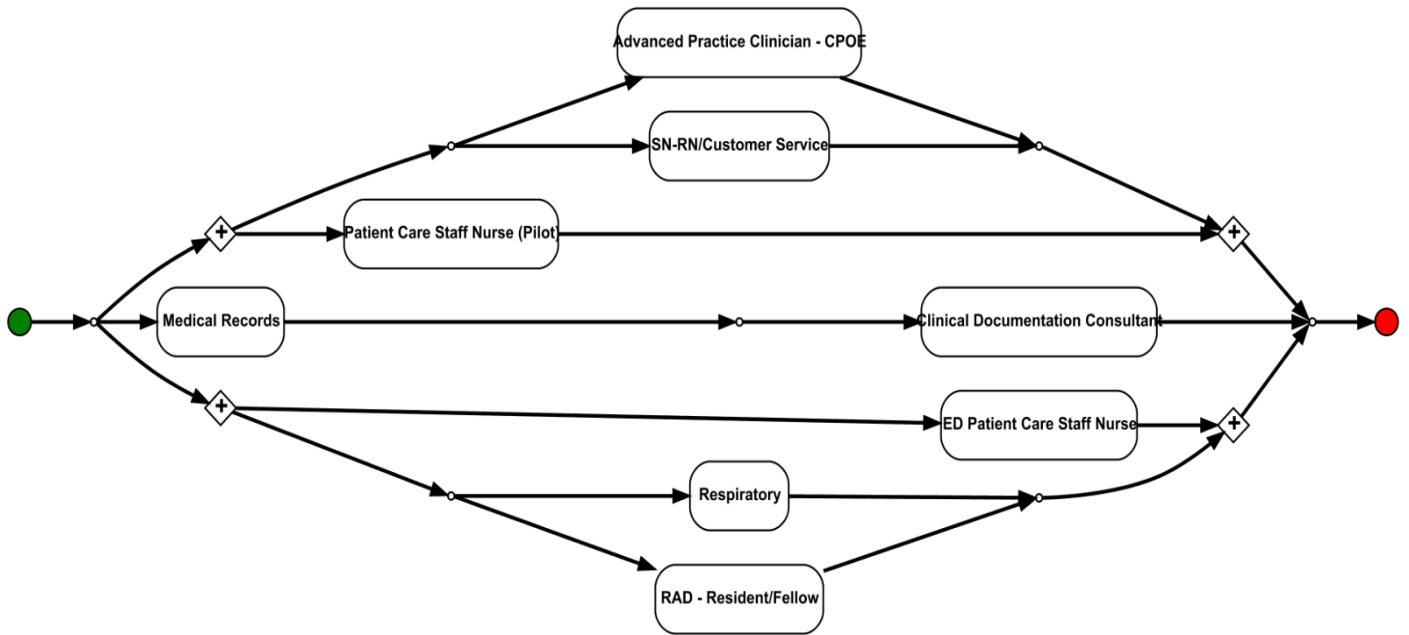 Advanced Practice Clinician - CPOE
SN-RN/Customer Service
Patient Care Staff Nurse (Pilot)
Medical Records
Clinical Documentation Consultant
ED Patient Care Staff Nurse
Respiratory
RAD - Resident/Fellow